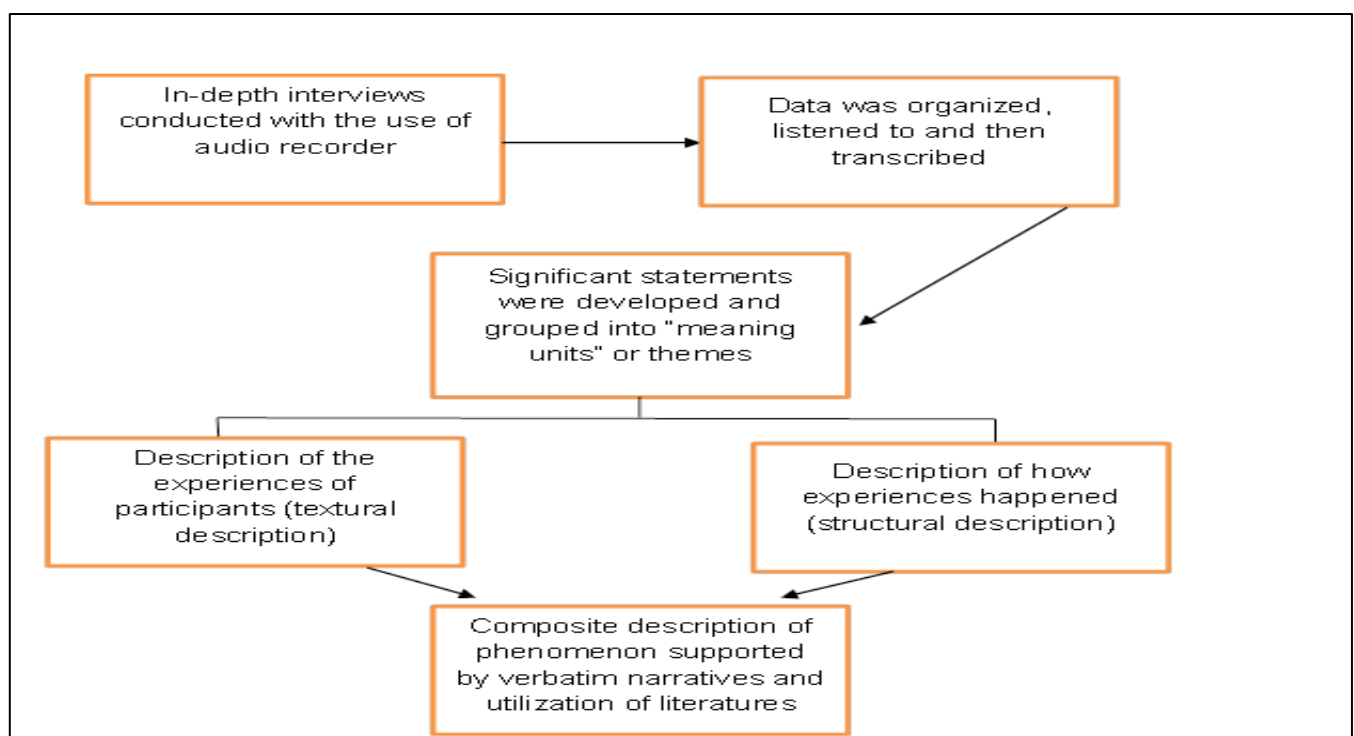 In-depth interviews
conducted with the use of
audio recorder
Data was organized,
listened to and then
transcribed
Significant statements
were developed and
grouped into "meaning
units" or themes
Description of the
experiences of
participants (textural
description)
Description of how
experiences happened
(structural description)
Composite description of
phenomenon supported
by verbatim narratives and
utilization of literatures